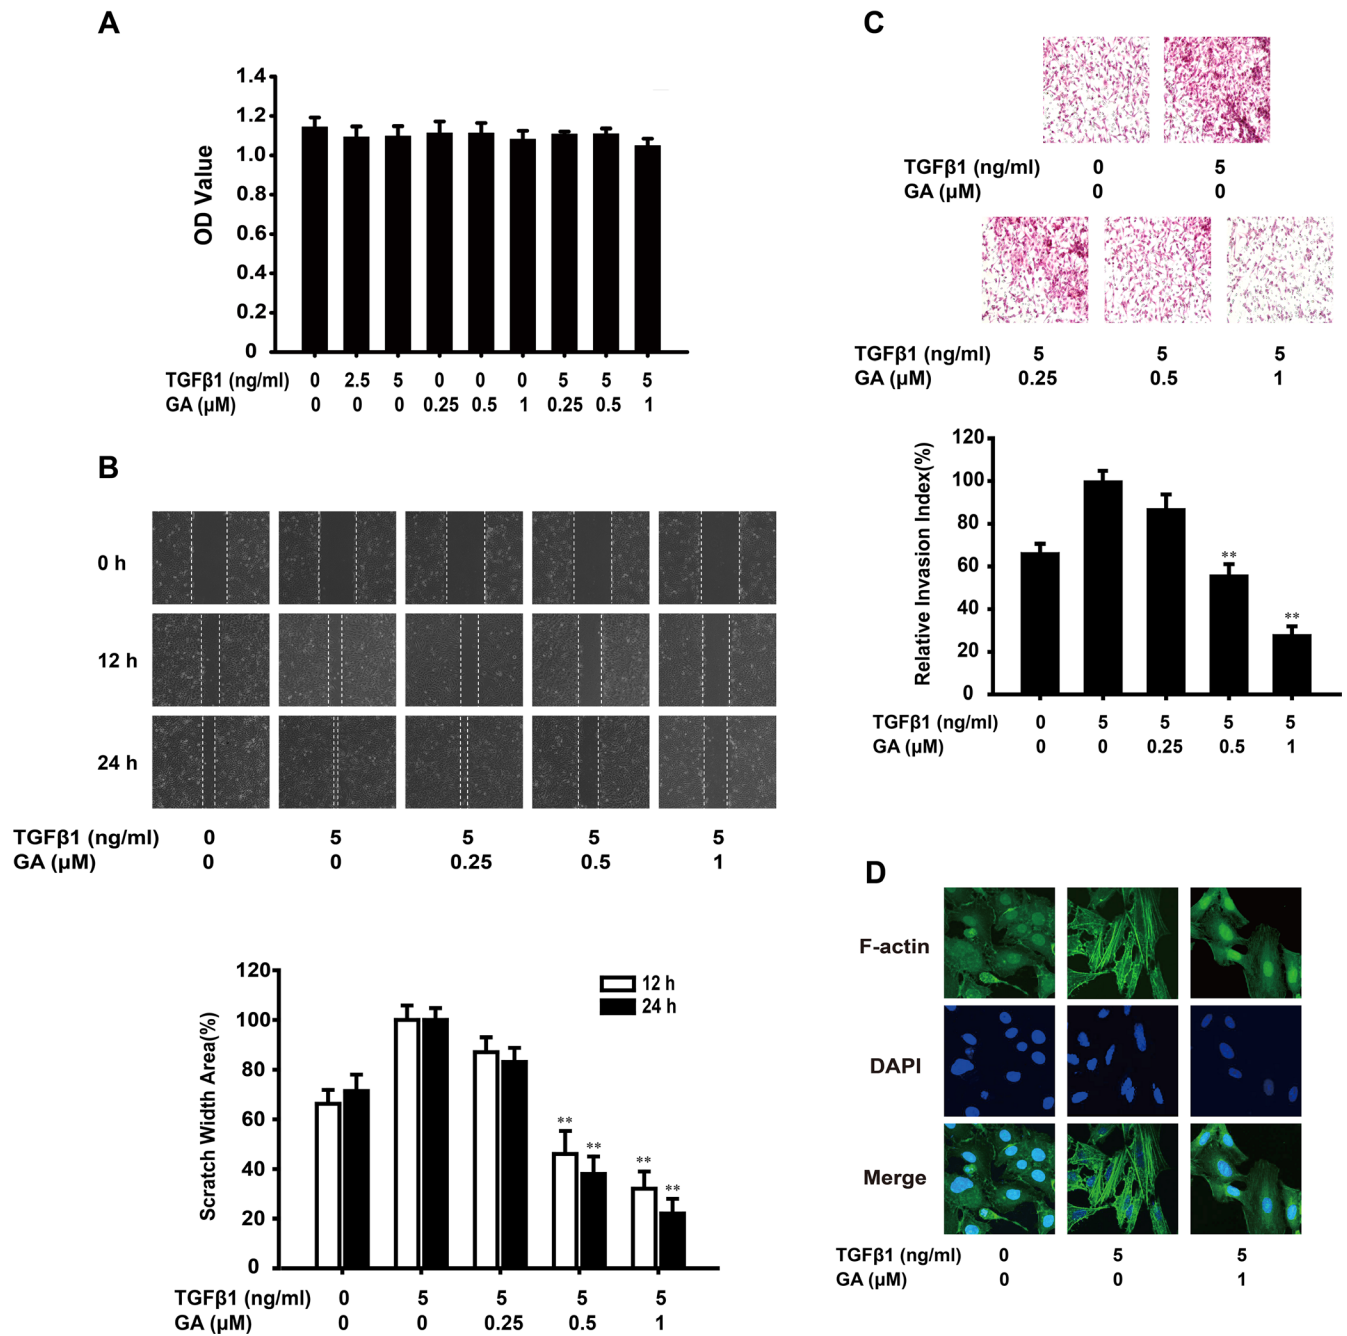 A
1.4
1.2
1.0
0.8
0.6
0.4
0.2
0
OD Value
TGFβ1 (ng/ml) 0 2.5 5 0 0 0 5 5 5
GA (μM) 0 0 0 0.25 0.5 1 0.25 0.5 1
B
0 h
12 h
24 h
TGFβ1 (ng/ml) 0 5 5 5 5
GA (μM) 0 0 0.25 0.5 1
120
100
80
60
40
20
0
Scratch Width Area(%)
12 h
24 h
** ** ** **
TGFβ1 (ng/ml) 0 5 5 5 5
GA (μM) 0 0 0.25 0.5 1
C
TGFβ1 (ng/ml) 0 5
GA (μM) 0 0
TGFβ1 (ng/ml) 5 5 5
GA (μM) 0.25 0.5 1
120
100
80
60
40
20
0
Relative Invasion Index(%)
** **
TGFβ1 (ng/ml) 0 5 5 5 5
GA (μM) 0 0 0.25 0.5 1
D
F-actin
DAPI
Merge
TGFβ1 (ng/ml) 0 5 5
GA (μM) 0 0 1